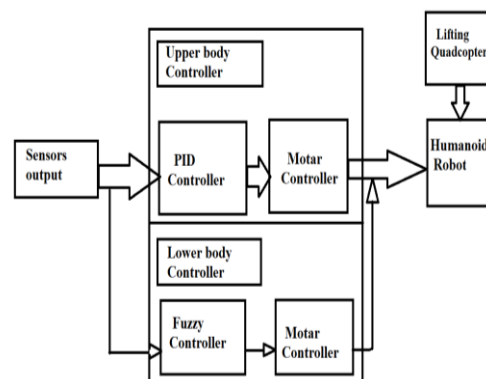 Lifting
Quadcopter
Upper body
Controller
Sensors
output
PID
Controller
Motar
Controller
Humanoid
Robot
Lower body
Controller
Fuzzy
Controller
Motar
Controller